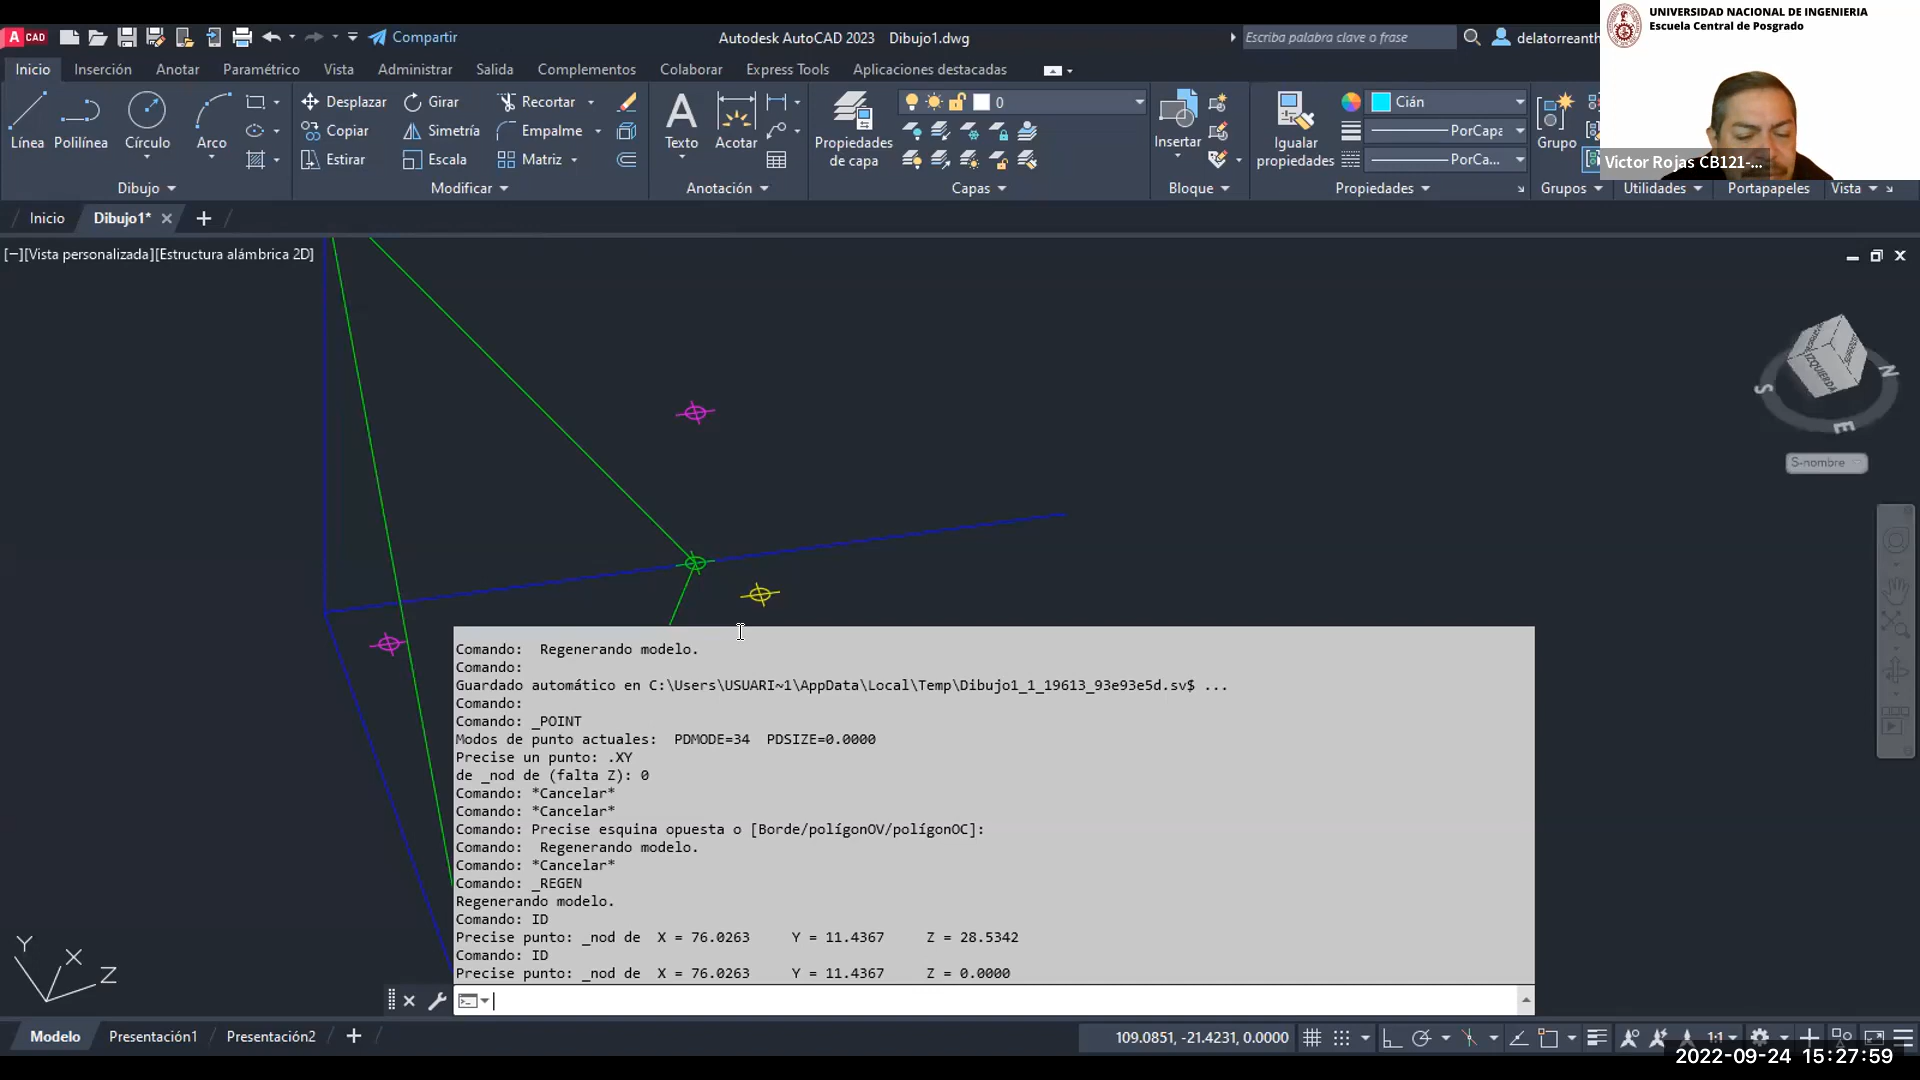 UNIVERSIDAD NACIONAL DE INGENIERIA
Escuela Central de Posgrado
Victor Rojas CB121-...
CAD
Compartir
Autodesk AutoCAD 2023 Dibujo1.dwg
Escriba palabra clave o frase
delatorreanth
Inicio Inserción Anotar Paramétrico Vista Administrar Salida Complementos Colaborar Express Tools Aplicaciones destacadas
Línea Polilínea Círculo Arco
Desplazar Girar Recortar
Copiar Simetría Empalme
Estirar Escala Matriz
Texto Acotar
Propiedades de capa
0
Insertar
Igualar propiedades
Cián
PorCapa
PorCa...
Grupo
Dibujo Modificar Anotación Capas Bloque Propiedades Grupos Utilidades Portapapeles Vista
Inicio Dibujo1* +
[−][Vista personalizada][Estructura alámbrica 2D]
IZQUIERDA
S N E
S-nombre
Comando:  Regenerando modelo.
Comando:
Guardado automático en C:\Users\USUARI~1\AppData\Local\Temp\Dibujo1_1_19613_93e93e5d.sv$ ...
Comando:
Comando: _POINT
Modos de punto actuales:  PDMODE=34  PDSIZE=0.0000
Precise un punto: .XY
de _nod de (falta Z): 0
Comando: *Cancelar*
Comando: *Cancelar*
Comando: Precise esquina opuesta o [Borde/polígonOV/polígonOC]:
Comando:  Regenerando modelo.
Comando: *Cancelar*
Comando: _REGEN
Regenerando modelo.
Comando: ID
Precise punto: _nod de  X = 76.0263     Y = 11.4367     Z = 28.5342
Comando: ID
Precise punto: _nod de  X = 76.0263     Y = 11.4367     Z = 0.0000
Y X Z
Modelo Presentación1 Presentación2 +
109.0851, -21.4231, 0.0000
1:1
2022-09-24 15:27:59